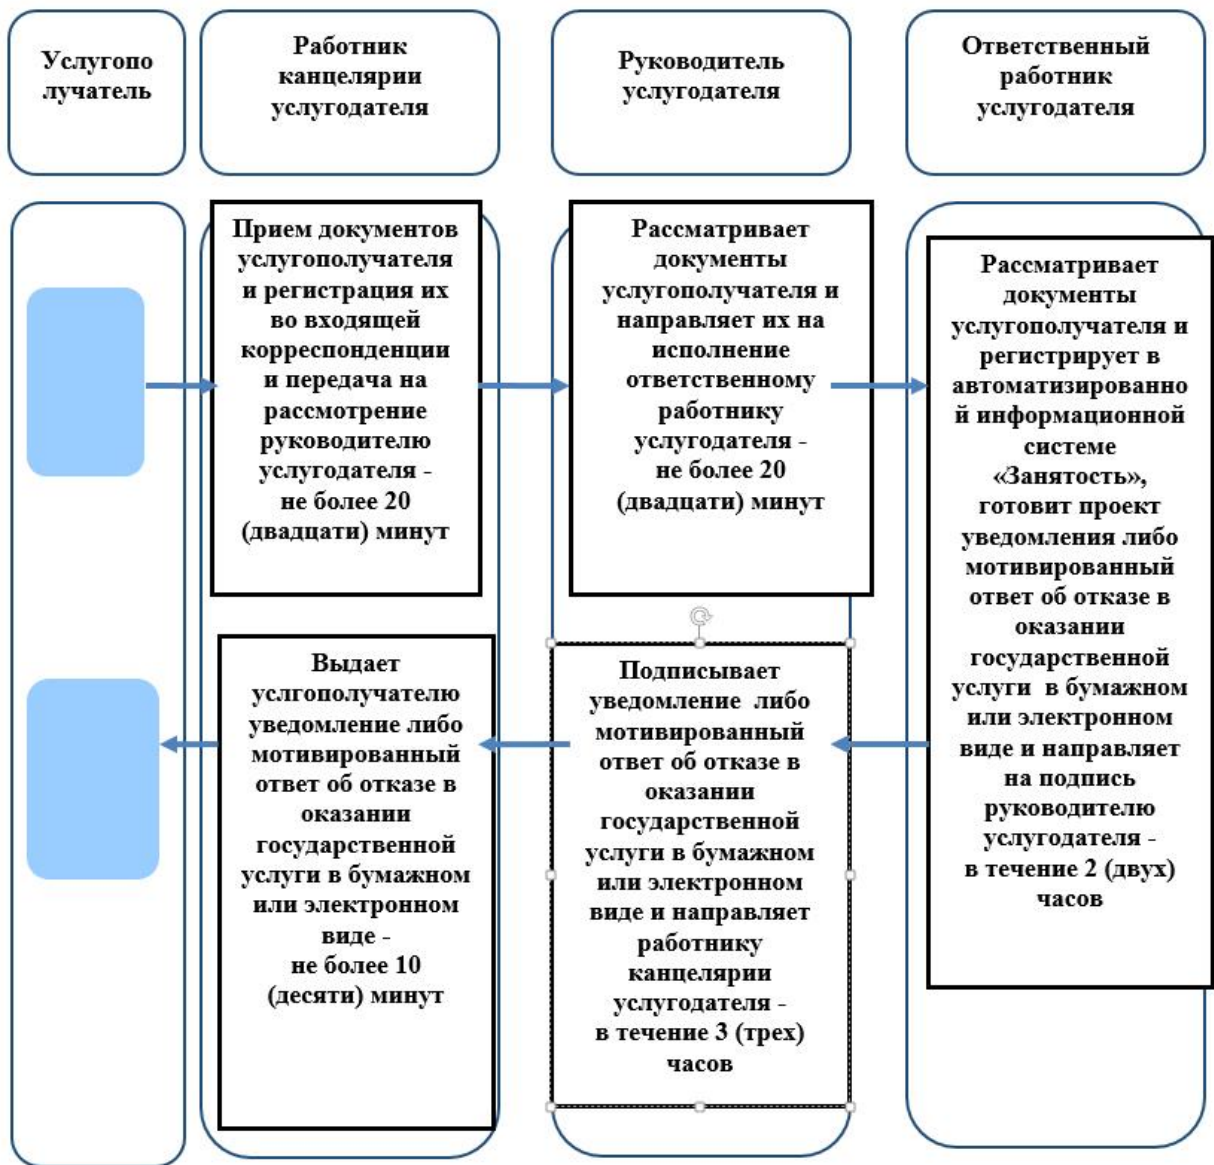 Услугопо
лучатель
Работник
канцелярии
услугодателя
Руководитель
услугодателя
Ответственный
работник
услугодателя
Прием документов
услугополучателя
и регистрация их
во входящей
корреспонденции
и передача на
рассмотрение
руководителю
услугодателя -
не более 20
(двадцати) минут
Рассматривает
документы
услугополучателя и
направляет их на
исполнение
ответственному
работнику
услугодателя -
не более 20
(двадцати) минут
Рассматривает
документы
услугополучателя и
регистрирует в
автоматизированно
й информационной
системе
«Занятость»,
готовит проект
уведомления либо
мотивированный
ответ об отказе в
оказании
государственной
услуги в бумажном
или электронном
виде и направляет
на подпись
руководителю
услугодателя -
в течение 2 (двух)
часов
Подписывает
уведомление либо
мотивированный
ответ об отказе в
оказании
государственной
услуги в бумажном
или электронном
виде и направляет
работнику
канцелярии
услугодателя -
в течение 3 (трех)
часов
Выдает
услгополучателю
уведомление либо
мотивированный
ответ об отказе в
оказании
государственной
услуги в бумажном
или электронном
виде -
не более 10
(десяти) минут